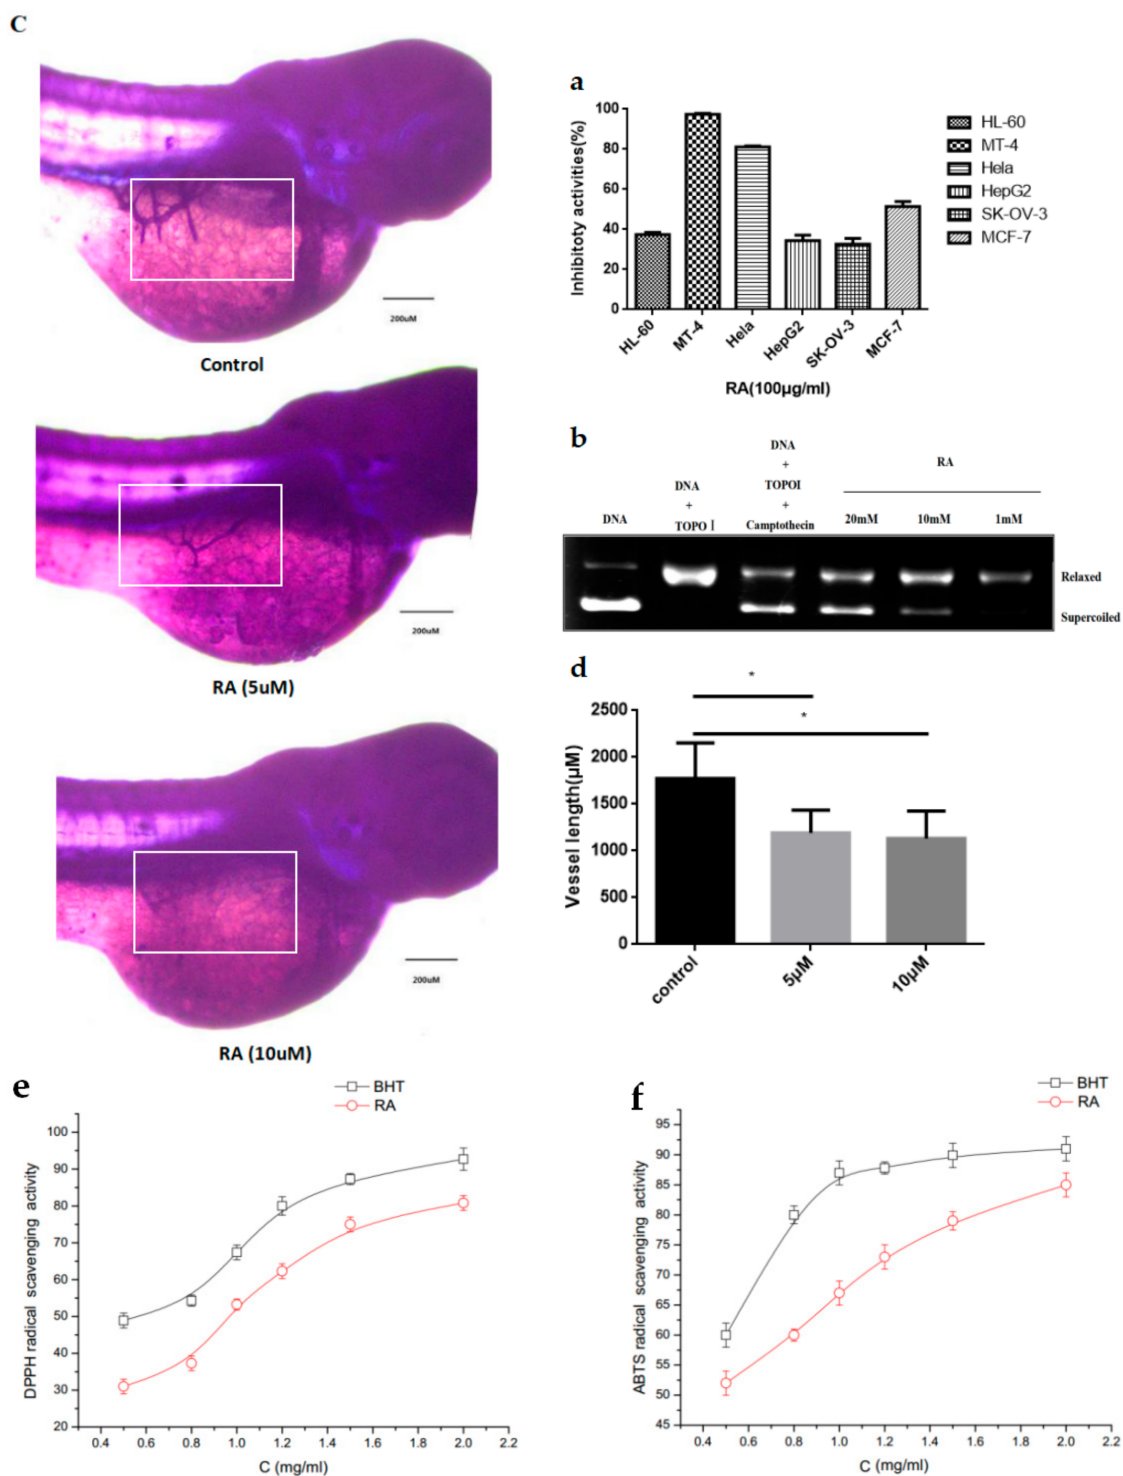 C
200uM
Control
200uM
RA (5uM)
200uM
RA (10uM)
a
100
80
60
40
20
0
Inhibitoty activities(%)
HL-60
MT-4
Hela
HepG2
SK-OV-3
MCF-7
HL-60
MT-4
Hela
HepG2
SK-OV-3
MCF-7
RA(100μg/ml)
b
DNA
DNA
+
TOPO I
DNA
+
TOPOI
+
Camptothecin
RA
20mM
10mM
1mM
Relaxed
Supercoiled
d
*
*
2500
2000
1500
1000
500
0
Vessel length(μM)
control
5μM
10μM
e
BHT
RA
100
90
80
70
60
50
40
30
20
DPPH radical scavenging activity
0.4 0.6 0.8 1.0 1.2 1.4 1.6 1.8 2.0 2.2
C (mg/ml)
f
BHT
RA
95
90
85
80
75
70
65
60
55
50
45
ABTS radical scavenging activity
0.4 0.6 0.8 1.0 1.2 1.4 1.6 1.8 2.0 2.2
C (mg/ml)